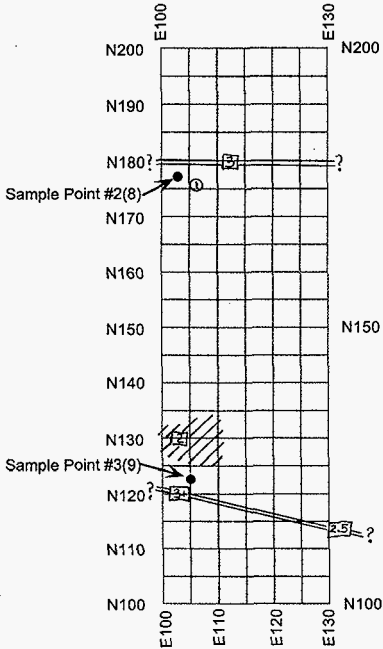 E100 E130
N200 N200
N190
N180 ? 3 ?
Sample Point #2(8)
1
N170
N160
N150 N150
N140
N130 2
Sample Point #3(9)
?
N120 3+
2.5 ?
N110
N100 N100
E100 E110 E120 E130